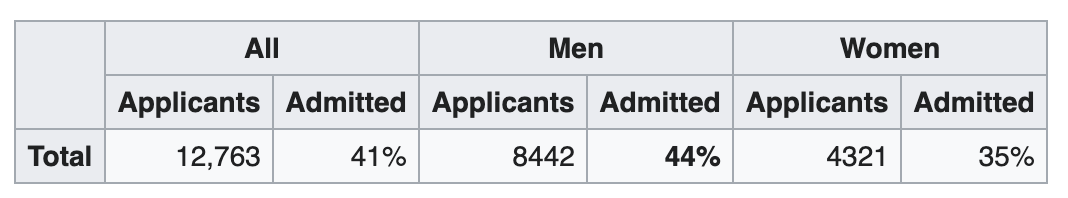 All Men Women
Applicants Admitted Applicants Admitted Applicants Admitted
Total 12,763 41% 8442 44% 4321 35%